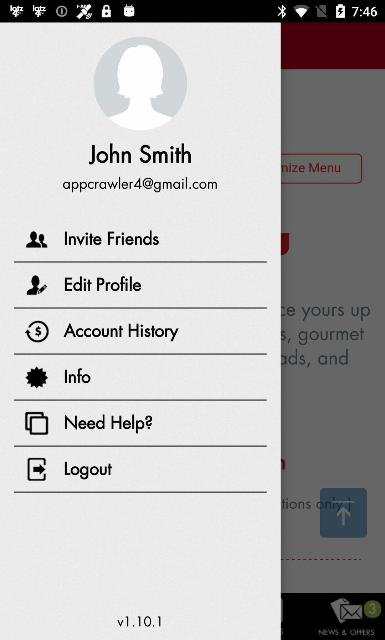 7:46
John Smith
appcrawler4@gmail.com
mize Menu
Invite Friends
Edit Profile
ce yours up
Account History
s, gourmet
ads, and
Info
Need Help?
Logout
tions only
v1.10.1
3
NEWS & OFFERS